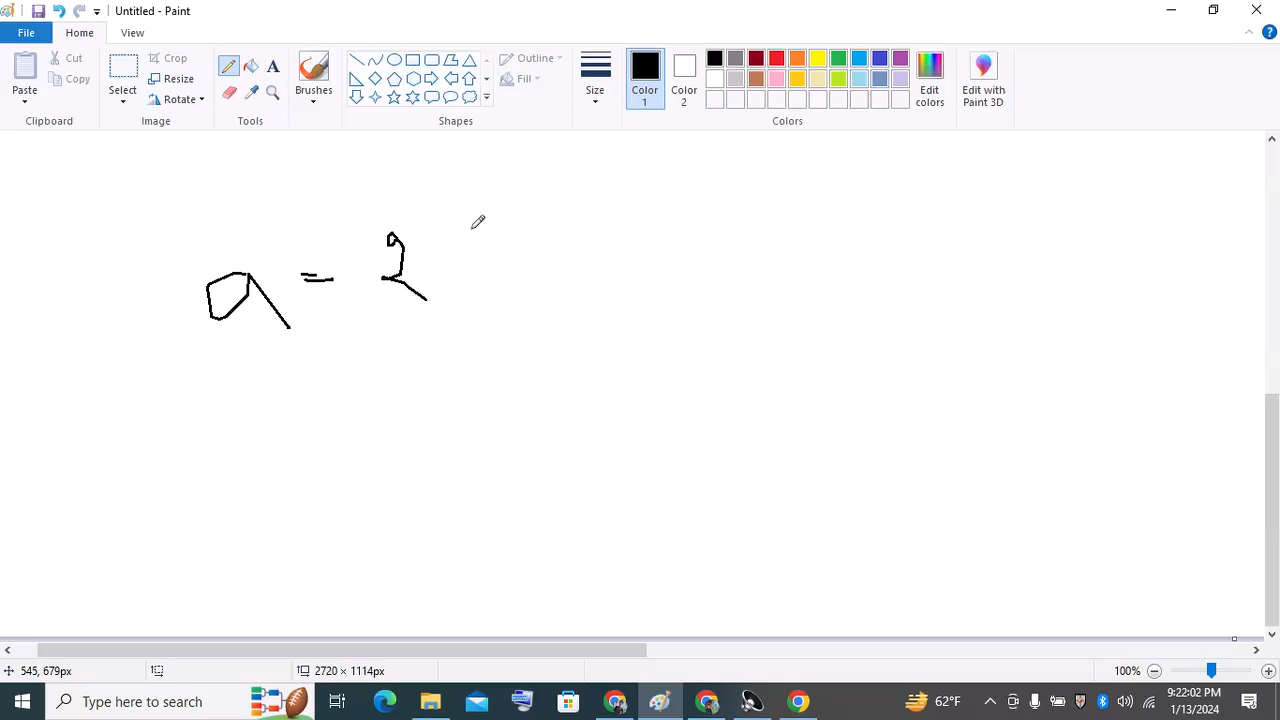 Untitled - Paint
File Home View
Paste
Cut
Copy
Clipboard
Select
Crop
Resize
Rotate
Image
Tools
Brushes
Outline
Fill
Shapes
Size
Color 1
Color 2
Edit colors
Colors
Edit with Paint 3D
a = 2
545, 679px
2720 × 1114px
100%
Type here to search
62°F
9:22:02 PM
1/13/2024